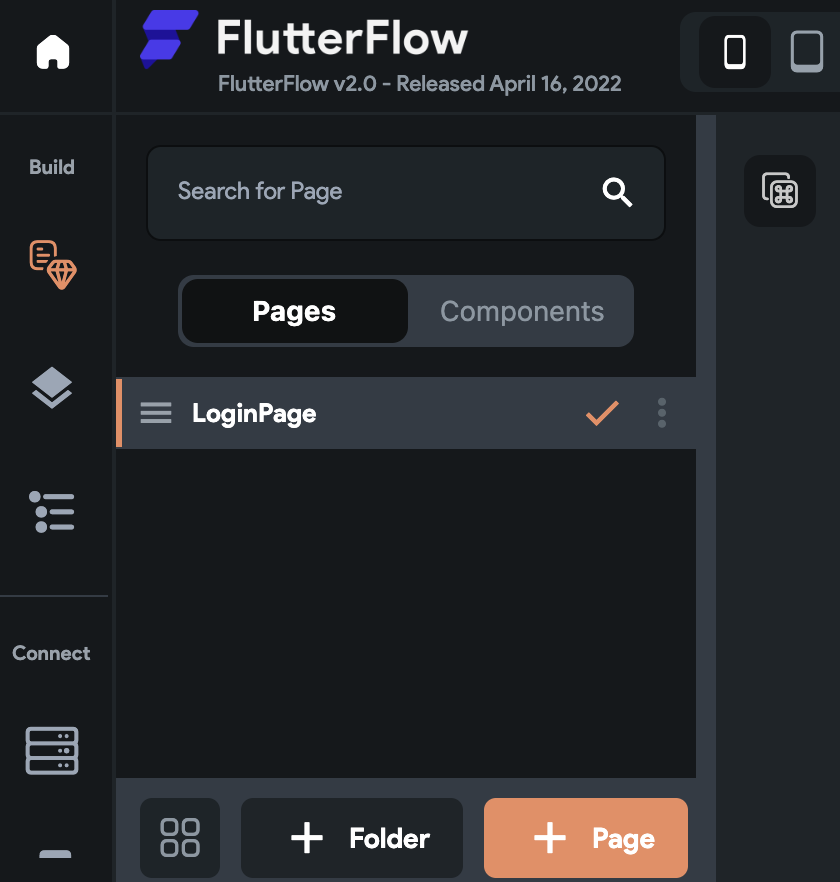 FlutterFlow
FlutterFlow v2.0 - Released April 16, 2022
Build
Search for Page
Pages
Components
LoginPage
Connect
Folder
Page